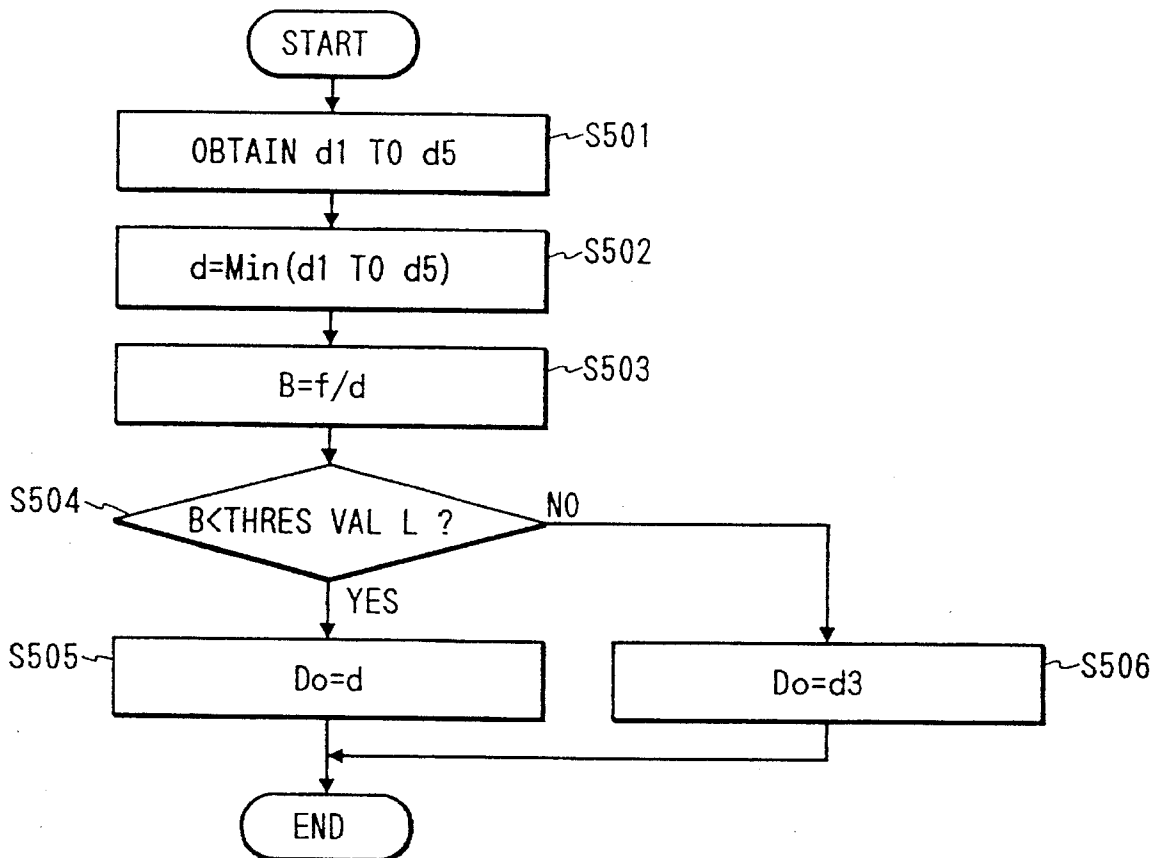 START
OBTAIN d1 TO d5
S501
d=Min(d1 TO d5)
S502
B=f/d
S503
S504
B<THRES VAL L ?
NO
YES
S505
Do=d
Do=d3
S506
END